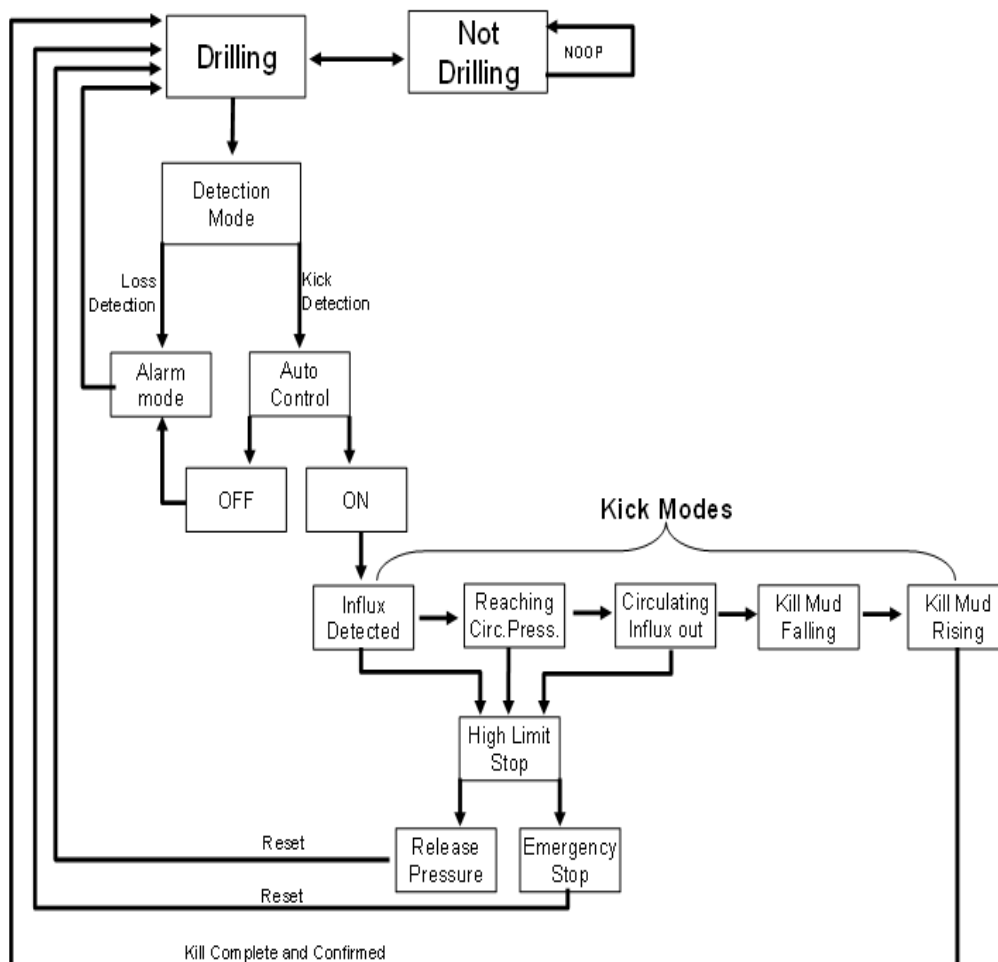 Drilling
Not
Drilling
NOOP
Detection
Mode
Loss
Detection
Kick
Detection
Alarm
mode
Auto
Control
OFF
ON
Kick Modes
Influx
Detected
Reaching
Circ.Press.
Circulating
Influx out
Kill Mud
Falling
Kill Mud
Rising
High Limit
Stop
Release
Pressure
Emergency
Stop
Reset
Reset
Kill Complete and Confirmed